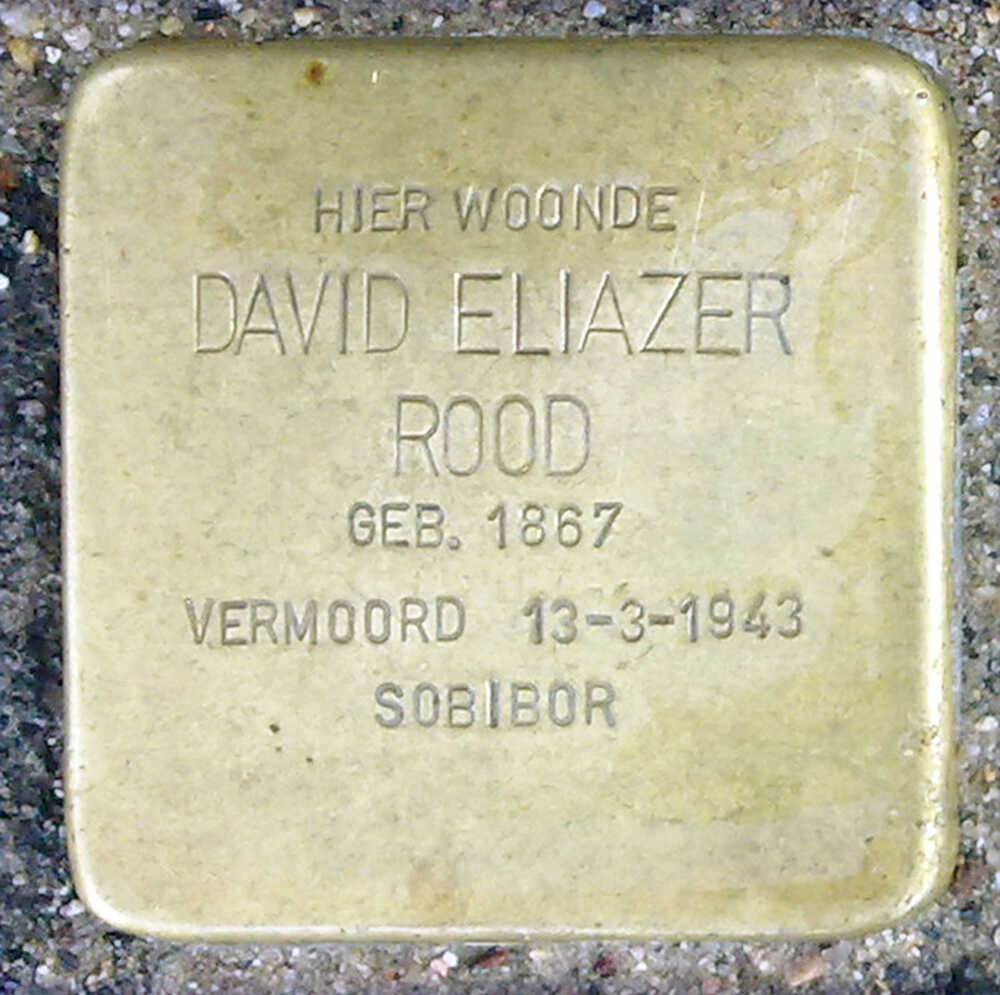 HIER WOONDE
DAVID ELIAZER
ROOD
GEB. 1867
VERMOORD 13-3-1943
SOBIBOR